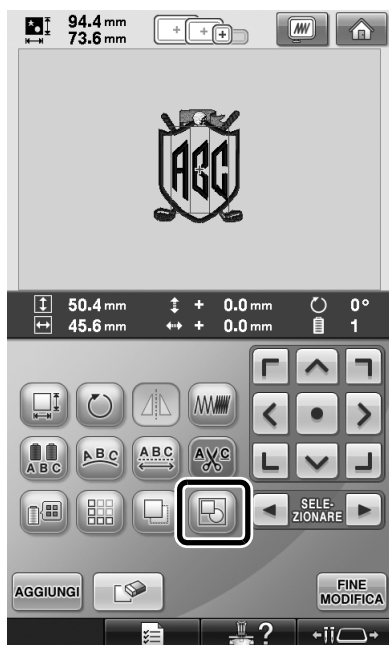 94.4 mm
73.6 mm
ABC
50.4 mm + 0.0 mm 0°
45.6 mm + 0.0 mm 1
ABC ABC ABC ABC
SELE-
ZIONARE
AGGIUNGI
FINE
MODIFICA
?